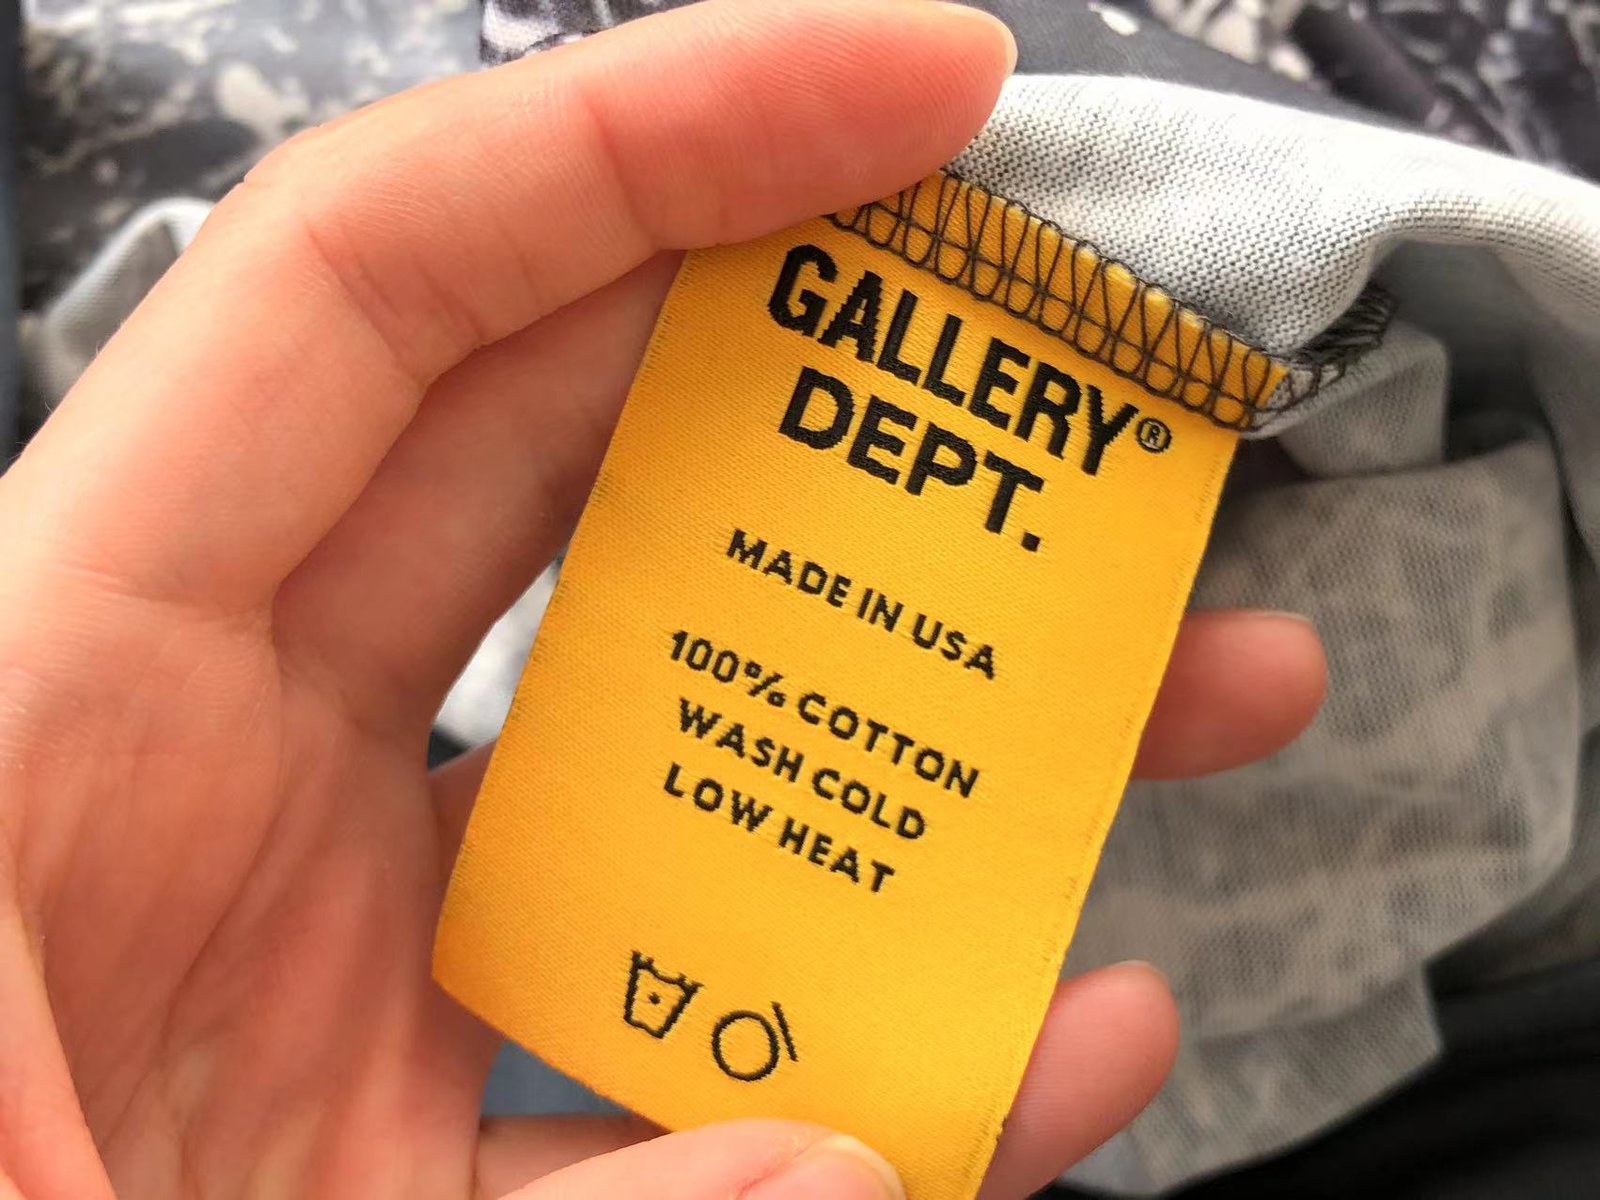 GALLERY®
DEPT.
MADE IN USA
100% COTTON
WASH COLD
LOW HEAT